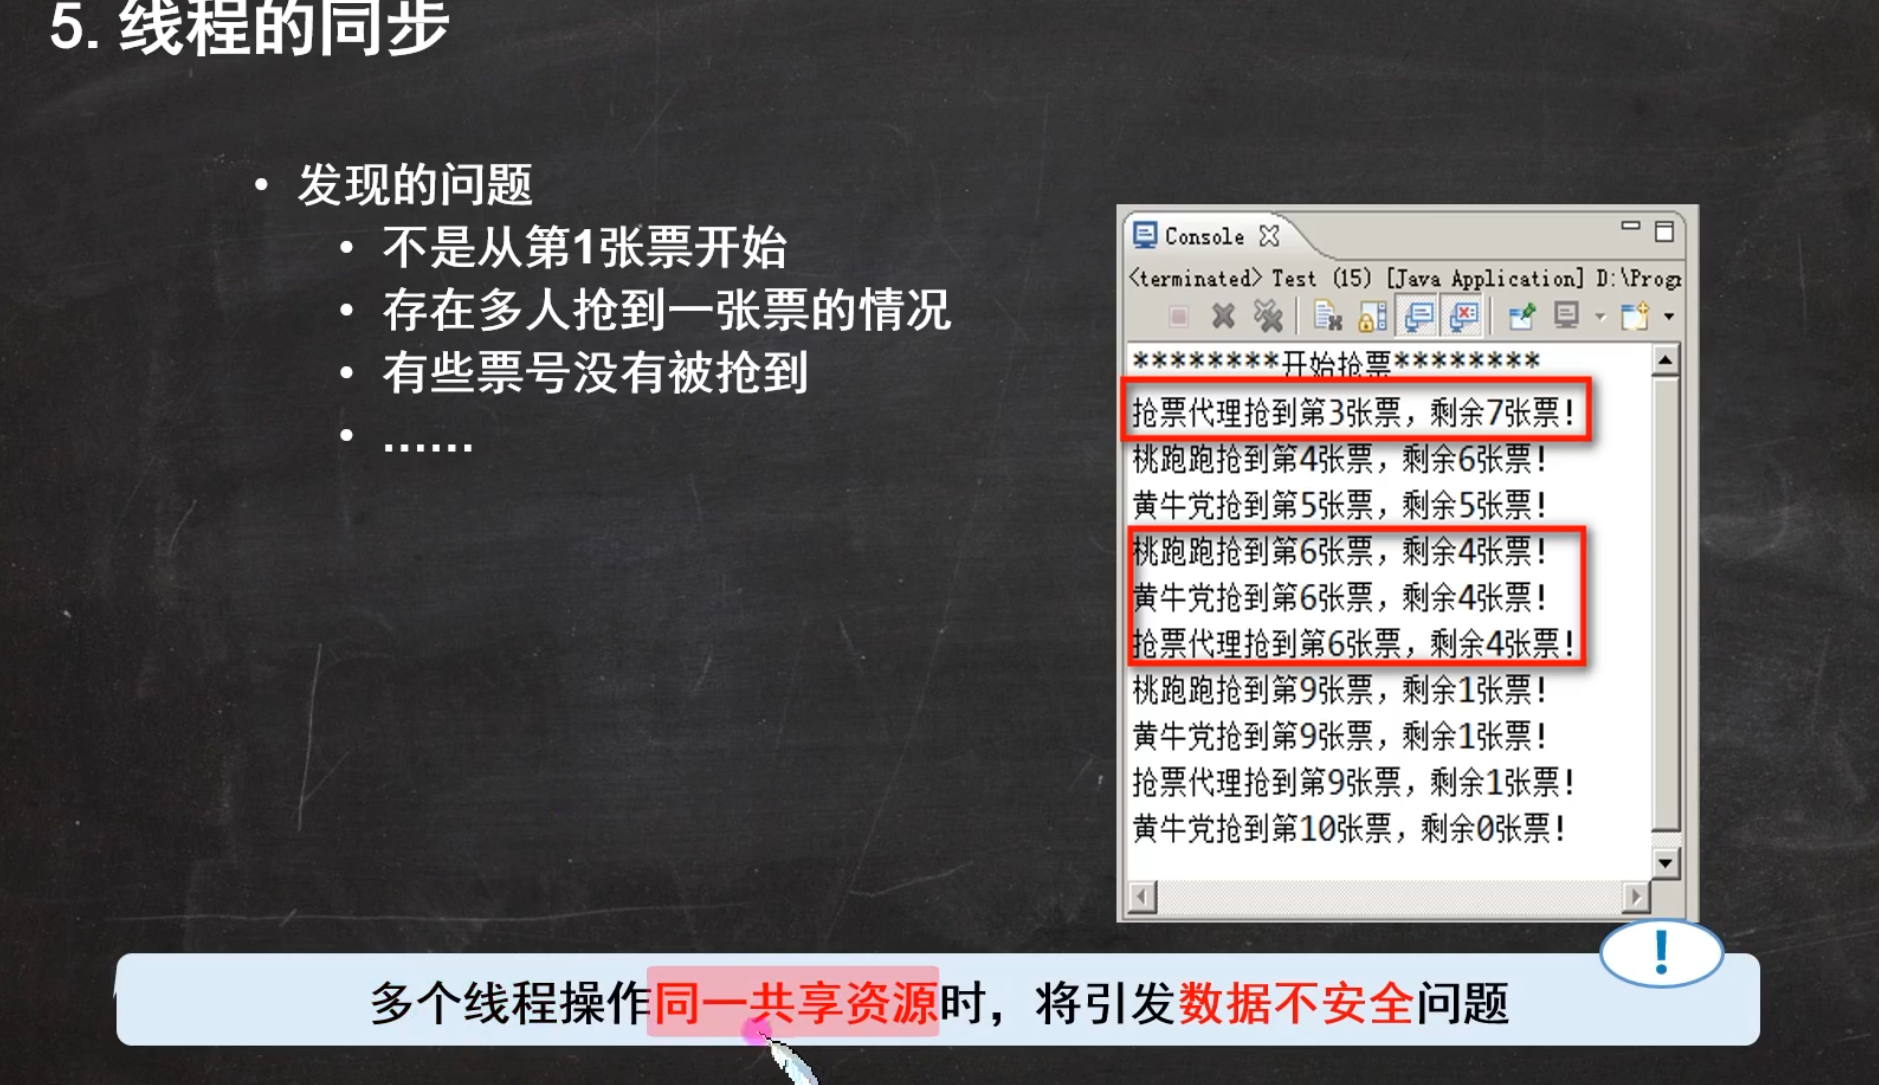 5. 线程的同步
• 发现的问题
• 不是从第1张票开始
• 存在多人抢到一张票的情况
• 有些票号没有被抢到
• ……
Console
<terminated> Test (15) [Java Application] D:\Progr
********开始抢票********
抢票代理抢到第3张票，剩余7张票！
桃跑跑抢到第4张票，剩余6张票！
黄牛党抢到第5张票，剩余5张票！
桃跑跑抢到第6张票，剩余4张票！
黄牛党抢到第6张票，剩余4张票！
抢票代理抢到第6张票，剩余4张票！
桃跑跑抢到第9张票，剩余1张票！
黄牛党抢到第9张票，剩余1张票！
抢票代理抢到第9张票，剩余1张票！
黄牛党抢到第10张票，剩余0张票！
!
多个线程操作同一共享资源时，将引发数据不安全问题